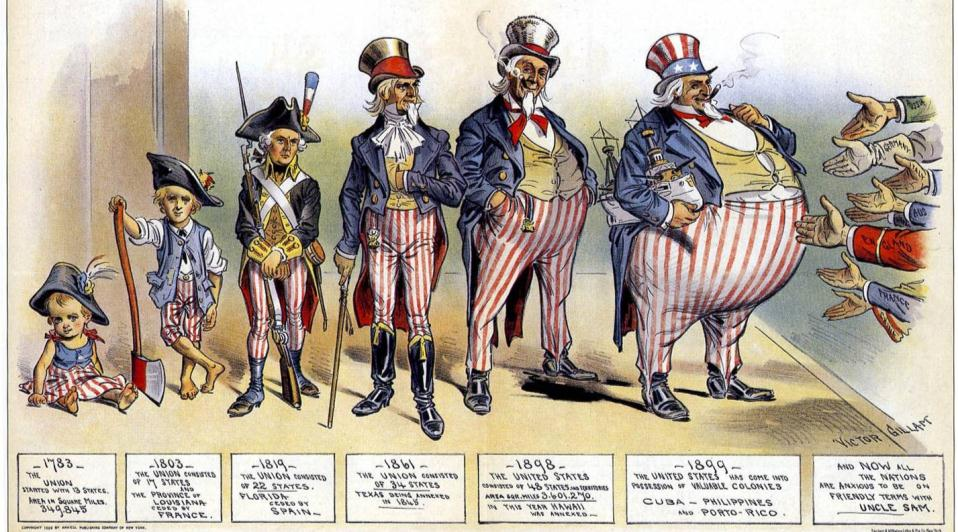 RUSSIA
GERMANY
AUS
ENGLAND
FRANCE
VICTOR GILLAM
- 1783 -
THE
UNION
STARTED WITH 13 STATES.
AREA IN SQUARE MILES.
349,845
- 1803 -
THE UNION CONSISTED
OF 17 STATES
AND
THE PROVINCE OF
LOUISIANA
CEDED BY
FRANCE.
- 1819 -
THE UNION CONSISTED
OF 22 STATES.
FLORIDA
CEDED BY
SPAIN -
- 1861 -
THE UNION CONSISTED
OF 34 STATES
TEXAS BEING ANNEXED
IN 1845.
- 1898 -
THE UNITED STATES
CONSISTED OF 48 STATES AND TERRITORIES
AREA SQR. MILES 3.601.270.
IN THIS YEAR HAWAII
WAS ANNEXED -
- 1899 -
THE UNITED STATES HAS COME INTO
POSSESSION OF VALUABLE COLONIES
CUBA - PHILIPPINES
AND PORTO-RICO.
AND NOW ALL
THE NATIONS
ARE ANXIOUS TO BE ON
FRIENDLY TERMS WITH
UNCLE SAM.
COPYRIGHT 1899 BY ARKELL PUBLISHING COMPANY OF NEW YORK.